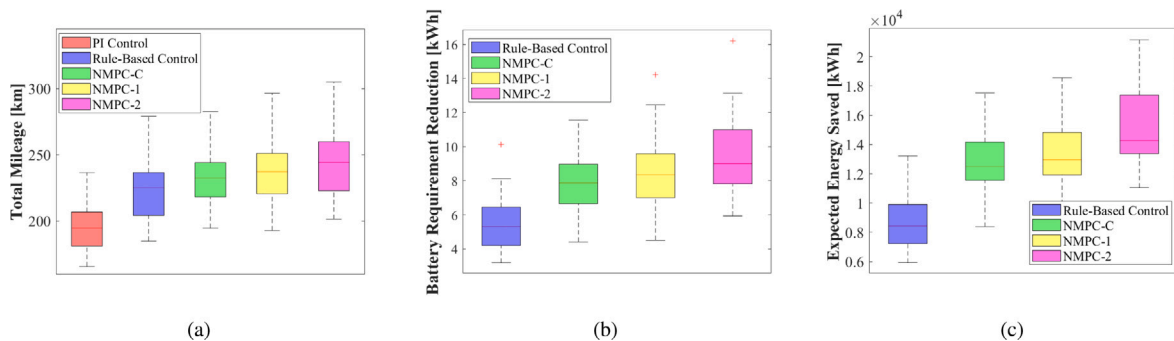 Total Mileage [km]
300
250
200
PI Control
Rule-Based Control
NMPC-C
NMPC-1
NMPC-2
(a)
Battery Requirement Reduction [kWh]
16
14
12
10
8
6
4
Rule-Based Control
NMPC-C
NMPC-1
NMPC-2
(b)
Expected Energy Saved [kWh]
×10⁴
2
1.8
1.6
1.4
1.2
1
0.8
0.6
Rule-Based Control
NMPC-C
NMPC-1
NMPC-2
(c)